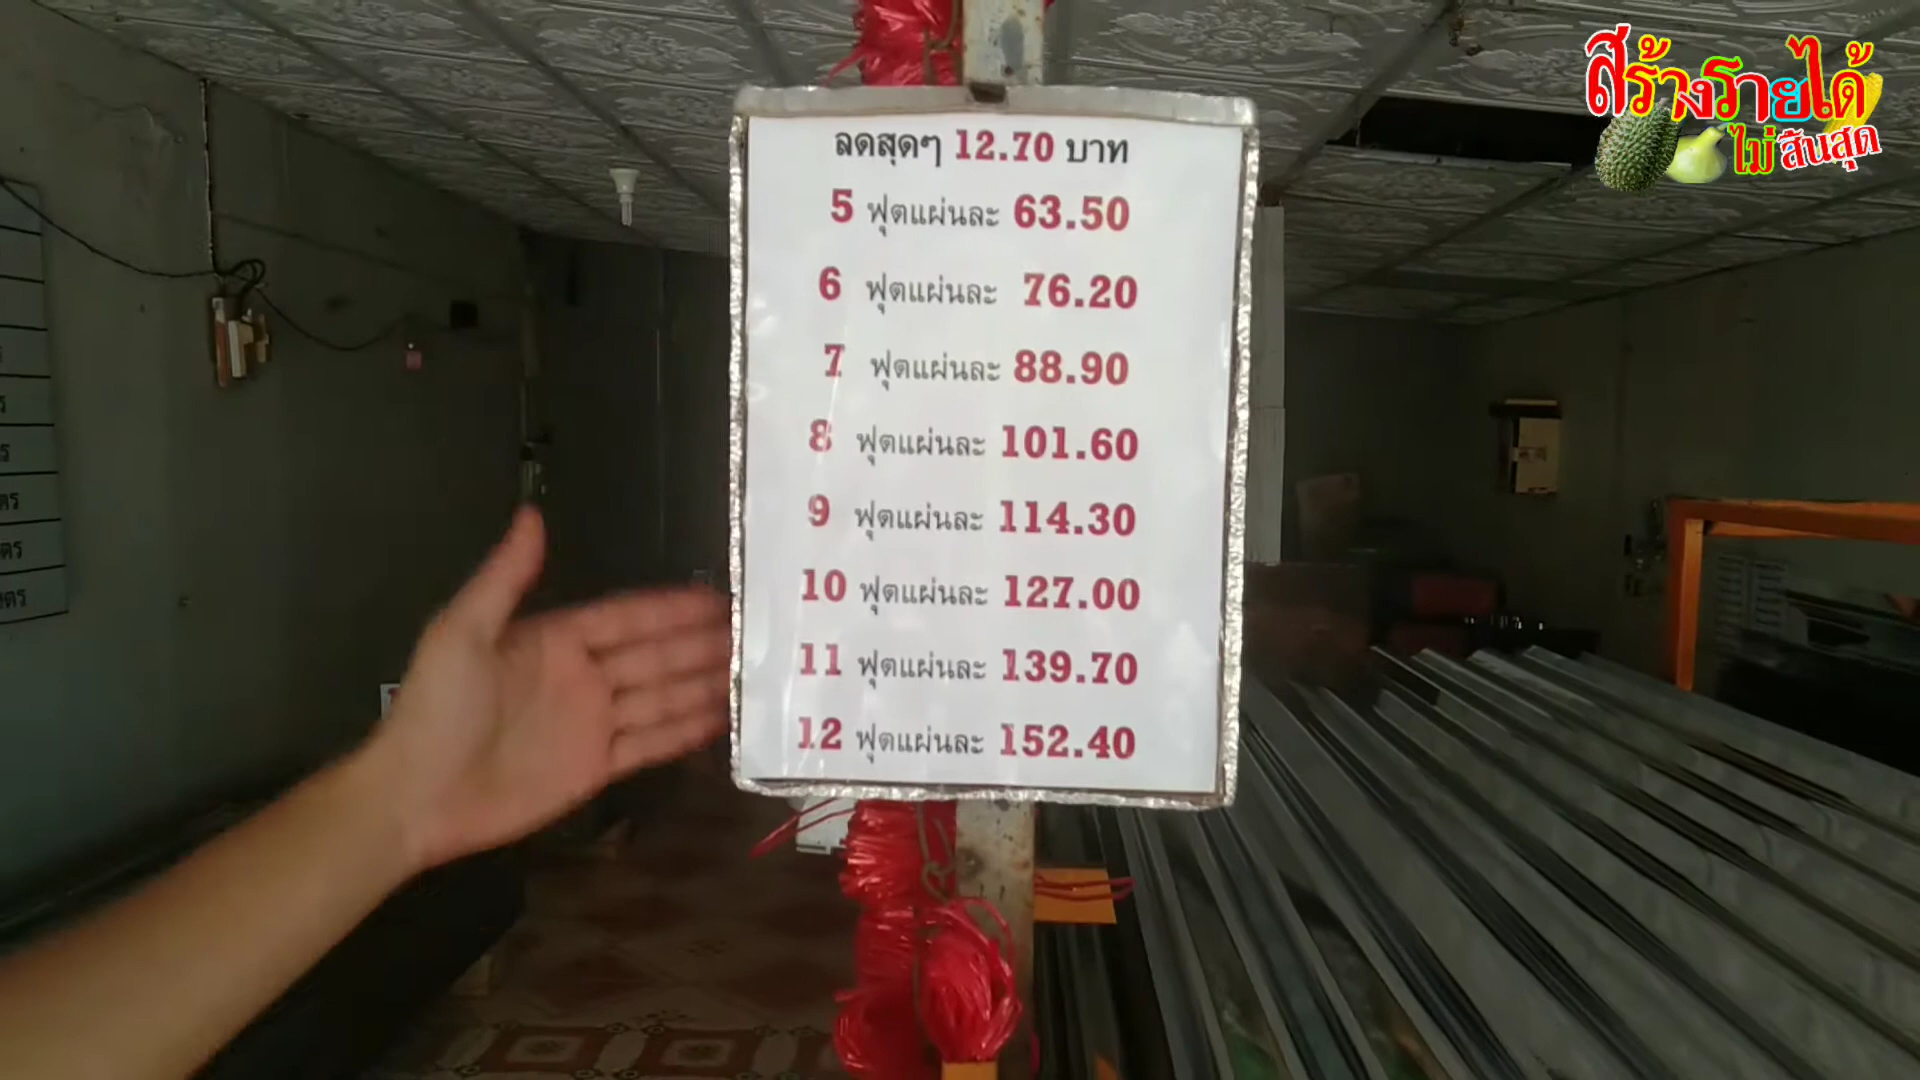 สร้างรายได้
ไม่สิ้นสุด
ลดสุดๆ 12.70 บาท
5 ฟุตแผ่นละ 63.50
6 ฟุตแผ่นละ 76.20
7 ฟุตแผ่นละ 88.90
8 ฟุตแผ่นละ 101.60
9 ฟุตแผ่นละ 114.30
10 ฟุตแผ่นละ 127.00
11 ฟุตแผ่นละ 139.70
12 ฟุตแผ่นละ 152.40